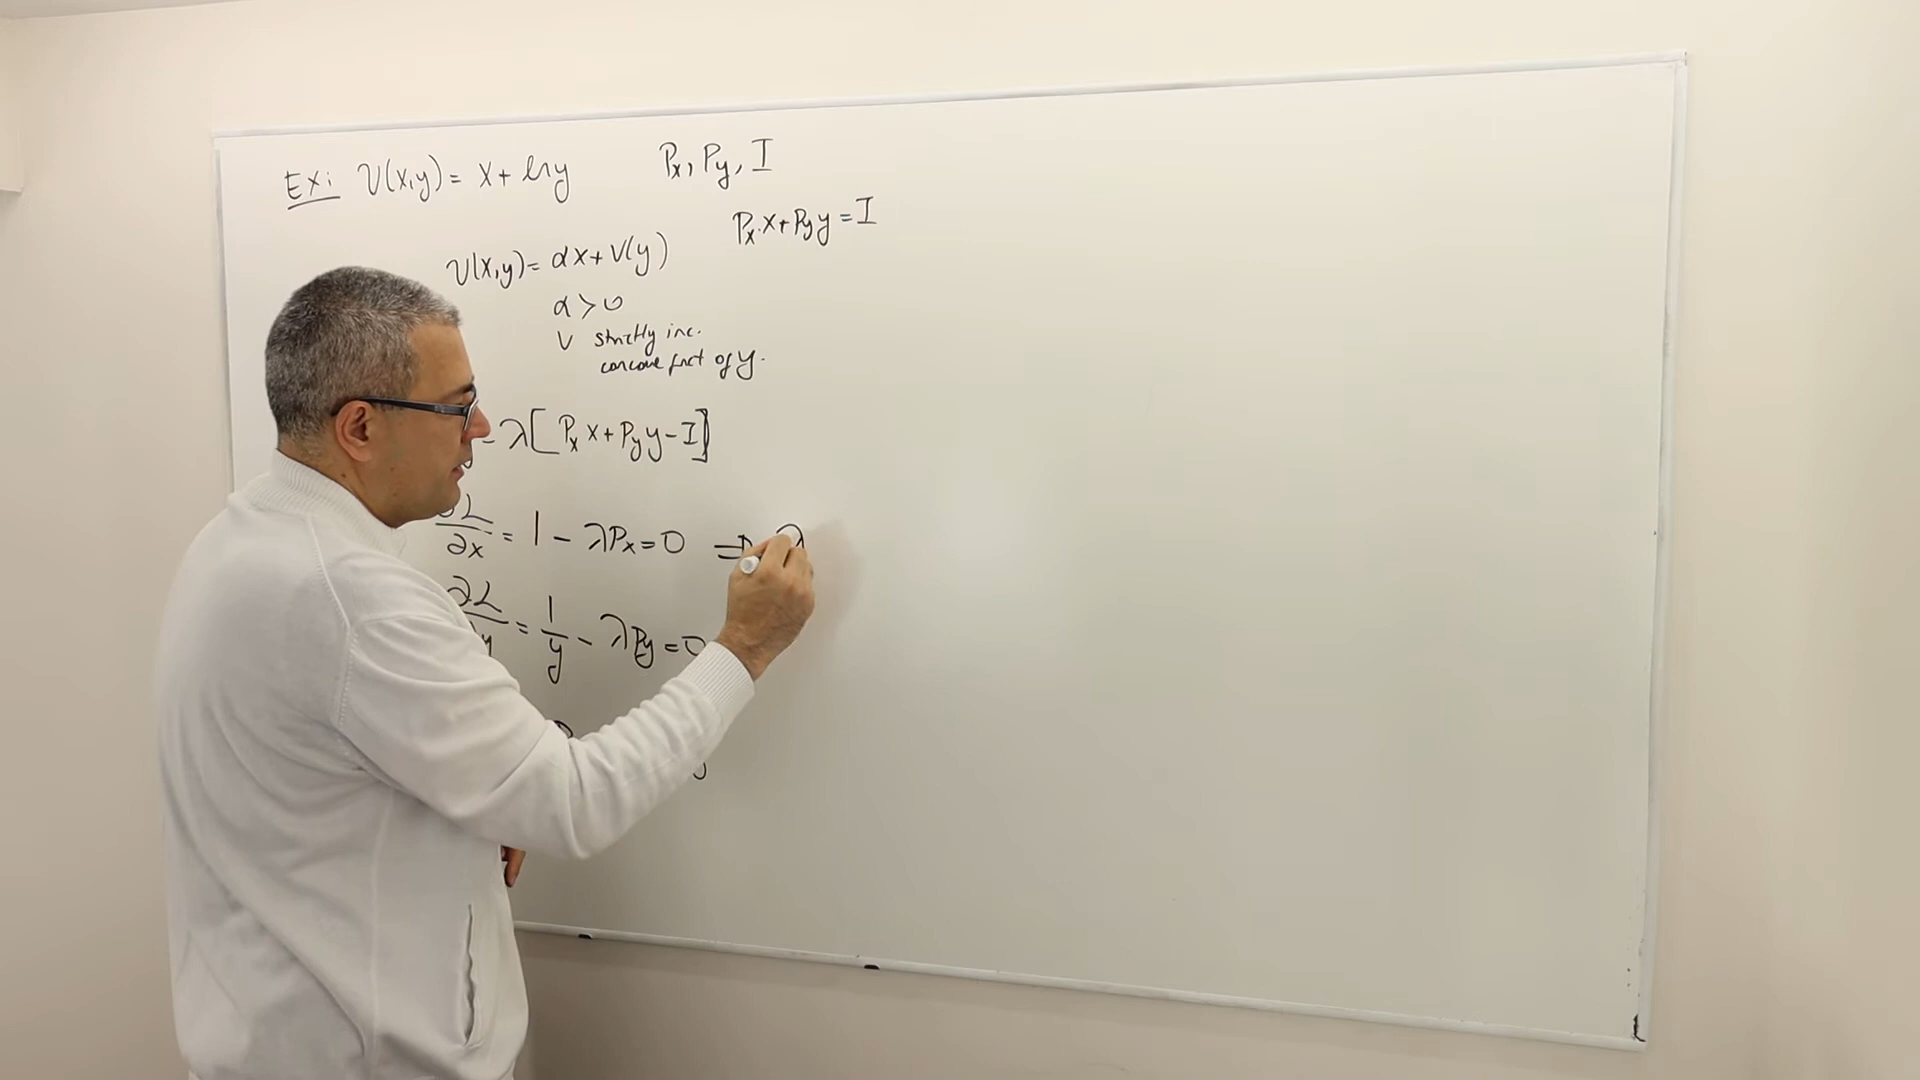 Ex: U(x,y) = x + ln y    Px, Py, I
Px·x + Py y = I
U(x,y) = αx + V(y)
α > 0
V strictly inc.
concave fnct of y.
- λ[Px x + Py y - I]
∂L/∂x = 1 - λPx = 0 ⇒ λ
∂L/∂y = 1/y - λPy = 0